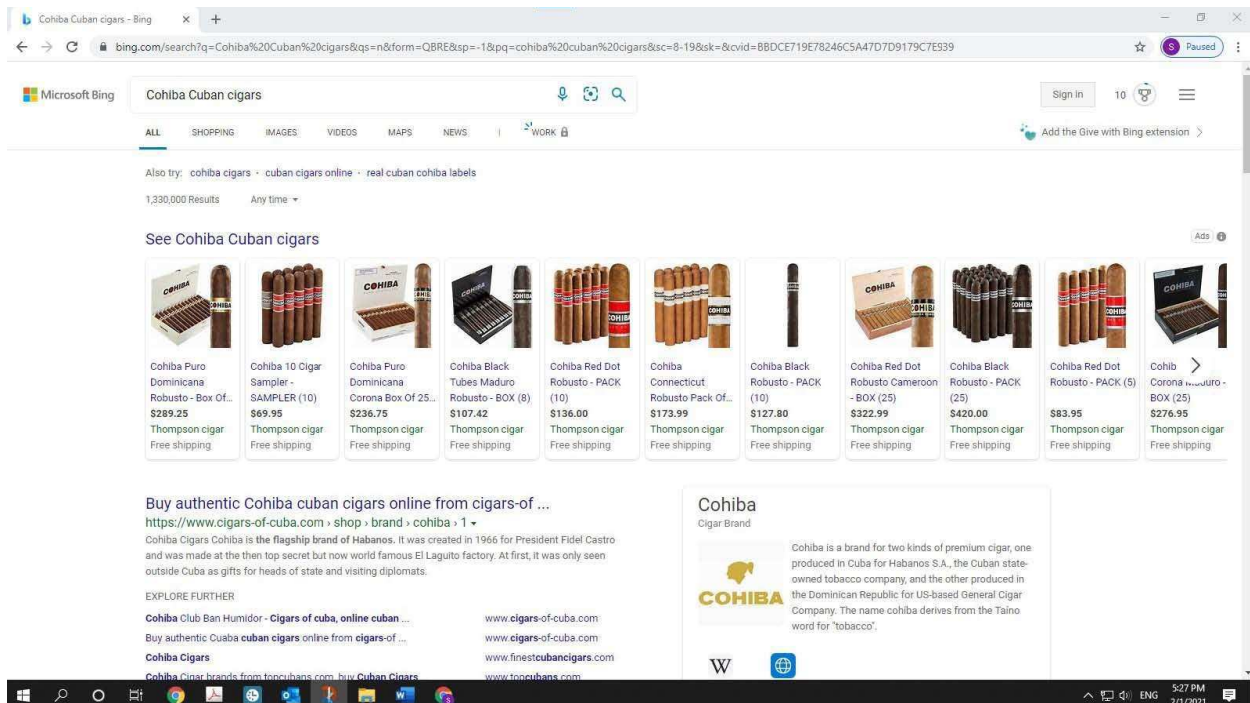 Cohiba Cuban cigars - Bing
bing.com/search?q=Cohiba%20Cuban%20cigars&qs=n&form=QBRE&sp=-1&pq=cohiba%20cuban%20cigars&sc=8-19&sk=&cvid=BBDCE719E78246C5A47D7D9179C7E939
S Paused
Microsoft Bing
Cohiba Cuban cigars
Sign in 10
ALL SHOPPING IMAGES VIDEOS MAPS NEWS WORK
Add the Give with Bing extension
Also try: cohiba cigars · cuban cigars online · real cuban cohiba labels
1,330,000 Results Any time
See Cohiba Cuban cigars
Ads
Cohiba Puro
Dominicana
Robusto - Box Of...
$289.25
Thompson cigar
Free shipping
Cohiba 10 Cigar
Sampler -
SAMPLER (10)
$69.95
Thompson cigar
Free shipping
Cohiba Puro
Dominicana
Corona Box Of 25...
$236.75
Thompson cigar
Free shipping
Cohiba Black
Tubes Maduro
Robusto - BOX (8)
$107.42
Thompson cigar
Free shipping
Cohiba Red Dot
Robusto - PACK
(10)
$136.00
Thompson cigar
Free shipping
Cohiba
Connecticut
Robusto Pack Of...
$173.99
Thompson cigar
Free shipping
Cohiba Black
Robusto - PACK
(10)
$127.80
Thompson cigar
Free shipping
Cohiba Red Dot
Robusto Cameroon
- BOX (25)
$322.99
Thompson cigar
Free shipping
Cohiba Black
Robusto - PACK
(25)
$420.00
Thompson cigar
Free shipping
Cohiba Red Dot
Robusto - PACK (5)
$83.95
Thompson cigar
Free shipping
Cohib
Corona
BOX (25)
$276.95
Thompson cigar
Free shipping
Buy authentic Cohiba cuban cigars online from cigars-of ...
https://www.cigars-of-cuba.com › shop › brand › cohiba › 1
Cohiba Cigars Cohiba is the flagship brand of Habanos. It was created in 1966 for President Fidel Castro
and was made at the then top secret but now world famous El Laguito factory. At first, it was only seen
outside Cuba as gifts for heads of state and visiting diplomats.
EXPLORE FURTHER
Cohiba Club Ban Humidor - Cigars of cuba, online cuban ... www.cigars-of-cuba.com
Buy authentic Cuaba cuban cigars online from cigars-of ... www.cigars-of-cuba.com
Cohiba Cigars www.finestcubancigars.com
Cohiba Cigar brands from topcubans.com, buy Cuban Cigars www.topcubans.com
Cohiba
Cigar Brand
COHIBA
Cohiba is a brand for two kinds of premium cigar, one
produced in Cuba for Habanos S.A., the Cuban state-
owned tobacco company, and the other produced in
the Dominican Republic for US-based General Cigar
Company. The name cohiba derives from the Taíno
word for "tobacco".
W
ENG
5:27 PM
2/1/2021